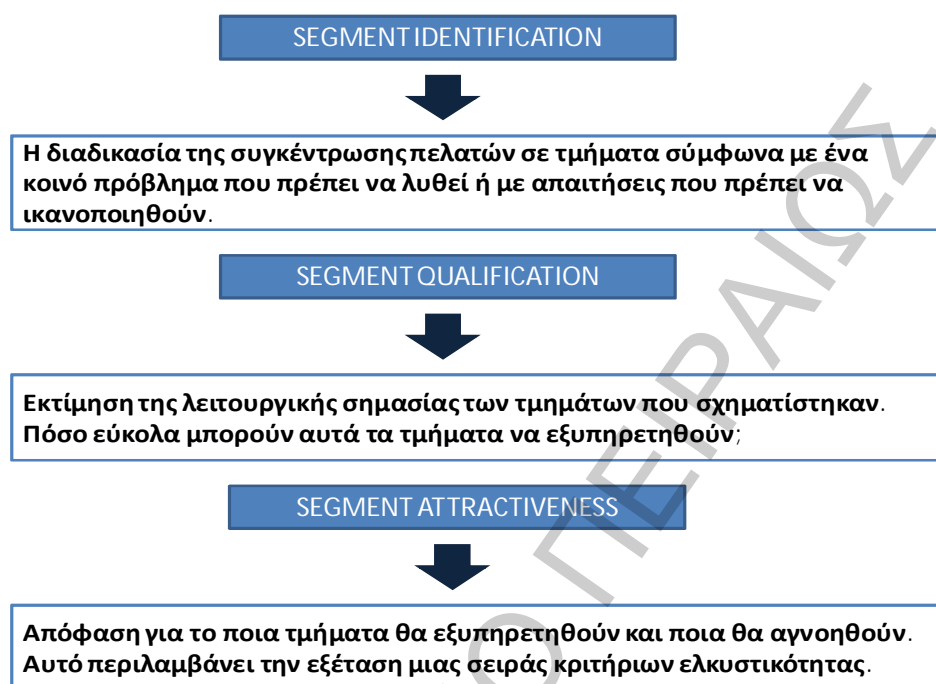 SEGMENT IDENTIFICATION
Η διαδικασία της συγκέντρωσης πελατών σε τμήματα σύμφωνα με ένα
κοινό πρόβλημα που πρέπει να λυθεί ή με απαιτήσεις που πρέπει να
ικανοποιηθούν.
SEGMENT QUALIFICATION
Εκτίμηση της λειτουργικής σημασίας των τμημάτων που σχηματίστηκαν.
Πόσο εύκολα μπορούν αυτά τα τμήματα να εξυπηρετηθούν;
SEGMENT ATTRACTIVENESS
Απόφαση για το ποια τμήματα θα εξυπηρετηθούν και ποια θα αγνοηθούν.
Αυτό περιλαμβάνει την εξέταση μιας σειράς κριτήριων ελκυστικότητας.
Ο ΠΕΙΡΑΙΩΣ